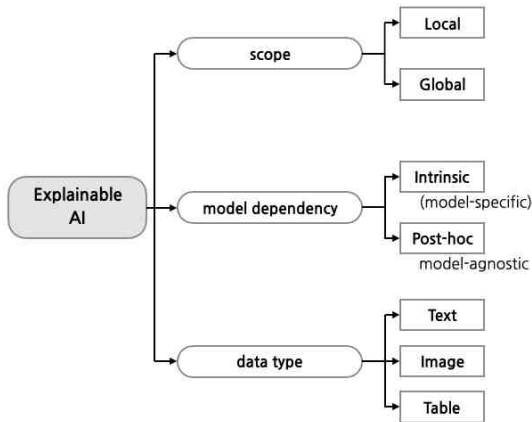 Explainable
AI
scope
Local
Global
model dependency
Intrinsic
(model-specific)
Post-hoc
model-agnostic
data type
Text
Image
Table